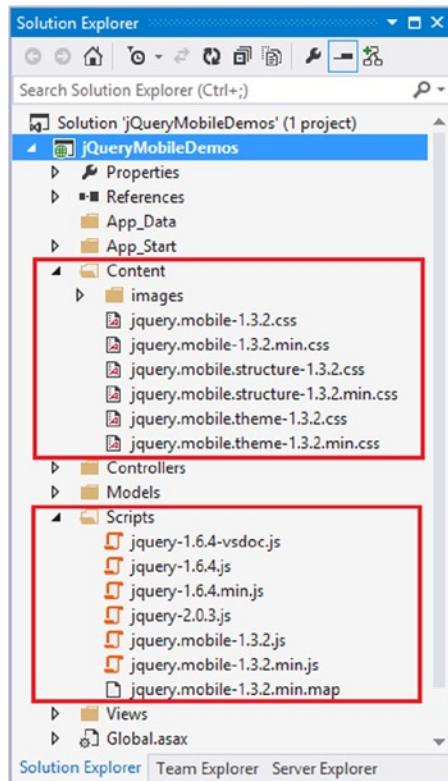 Solution Explorer
Search Solution Explorer (Ctrl+;)
Solution 'jQueryMobileDemos' (1 project)
jQueryMobileDemos
Properties
References
App_Data
App_Start
Content
images
jquery.mobile-1.3.2.css
jquery.mobile-1.3.2.min.css
jquery.mobile.structure-1.3.2.css
jquery.mobile.structure-1.3.2.min.css
jquery.mobile.theme-1.3.2.css
jquery.mobile.theme-1.3.2.min.css
Controllers
Models
Scripts
jquery-1.6.4-vsdoc.js
jquery-1.6.4.js
jquery-1.6.4.min.js
jquery-2.0.3.js
jquery.mobile-1.3.2.js
jquery.mobile-1.3.2.min.js
jquery.mobile-1.3.2.min.map
Views
Global.asax
Solution Explorer Team Explorer Server Explorer